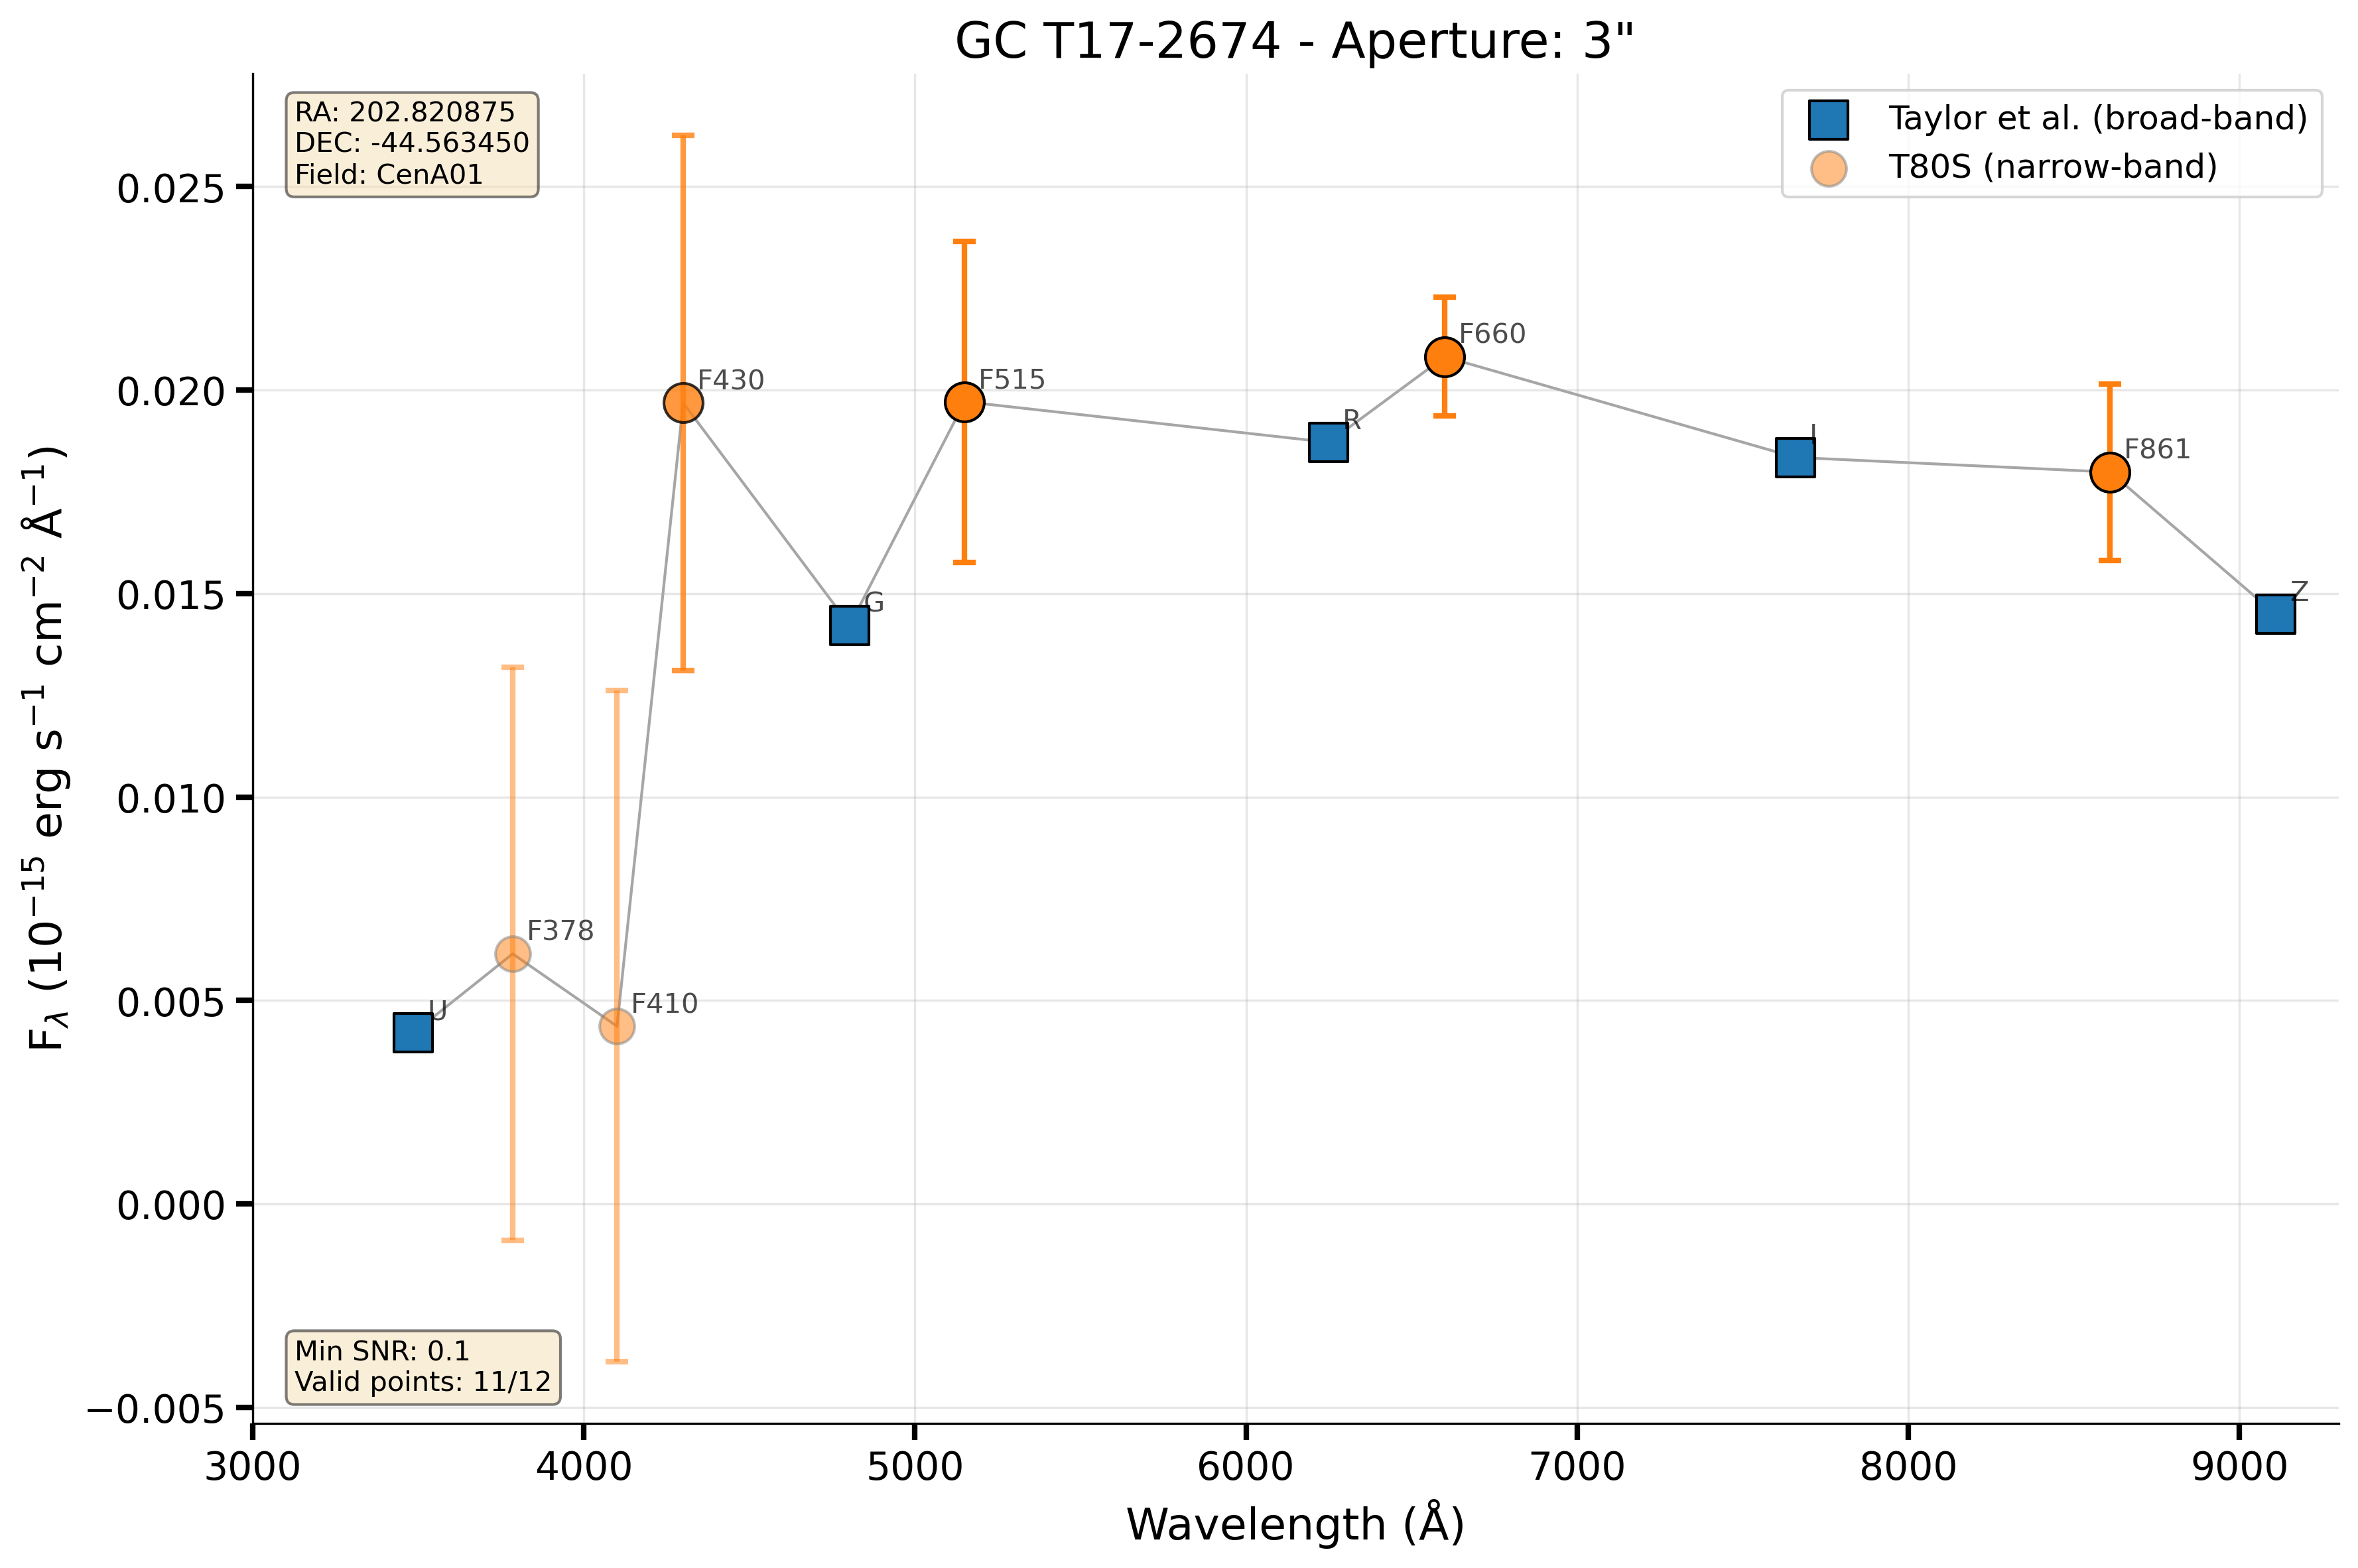 GC T17-2674 - Aperture: 3"
RA: 202.820875
DEC: -44.563450
Field: CenA01
Taylor et al. (broad-band)
T80S (narrow-band)
F_λ (10⁻¹⁵ erg s⁻¹ cm⁻² Å⁻¹)
0.025
0.020
0.015
0.010
0.005
0.000
−0.005
U
F378
F410
F430
G
F515
R
F660
I
F861
Z
Min SNR: 0.1
Valid points: 11/12
3000 4000 5000 6000 7000 8000 9000
Wavelength (Å)